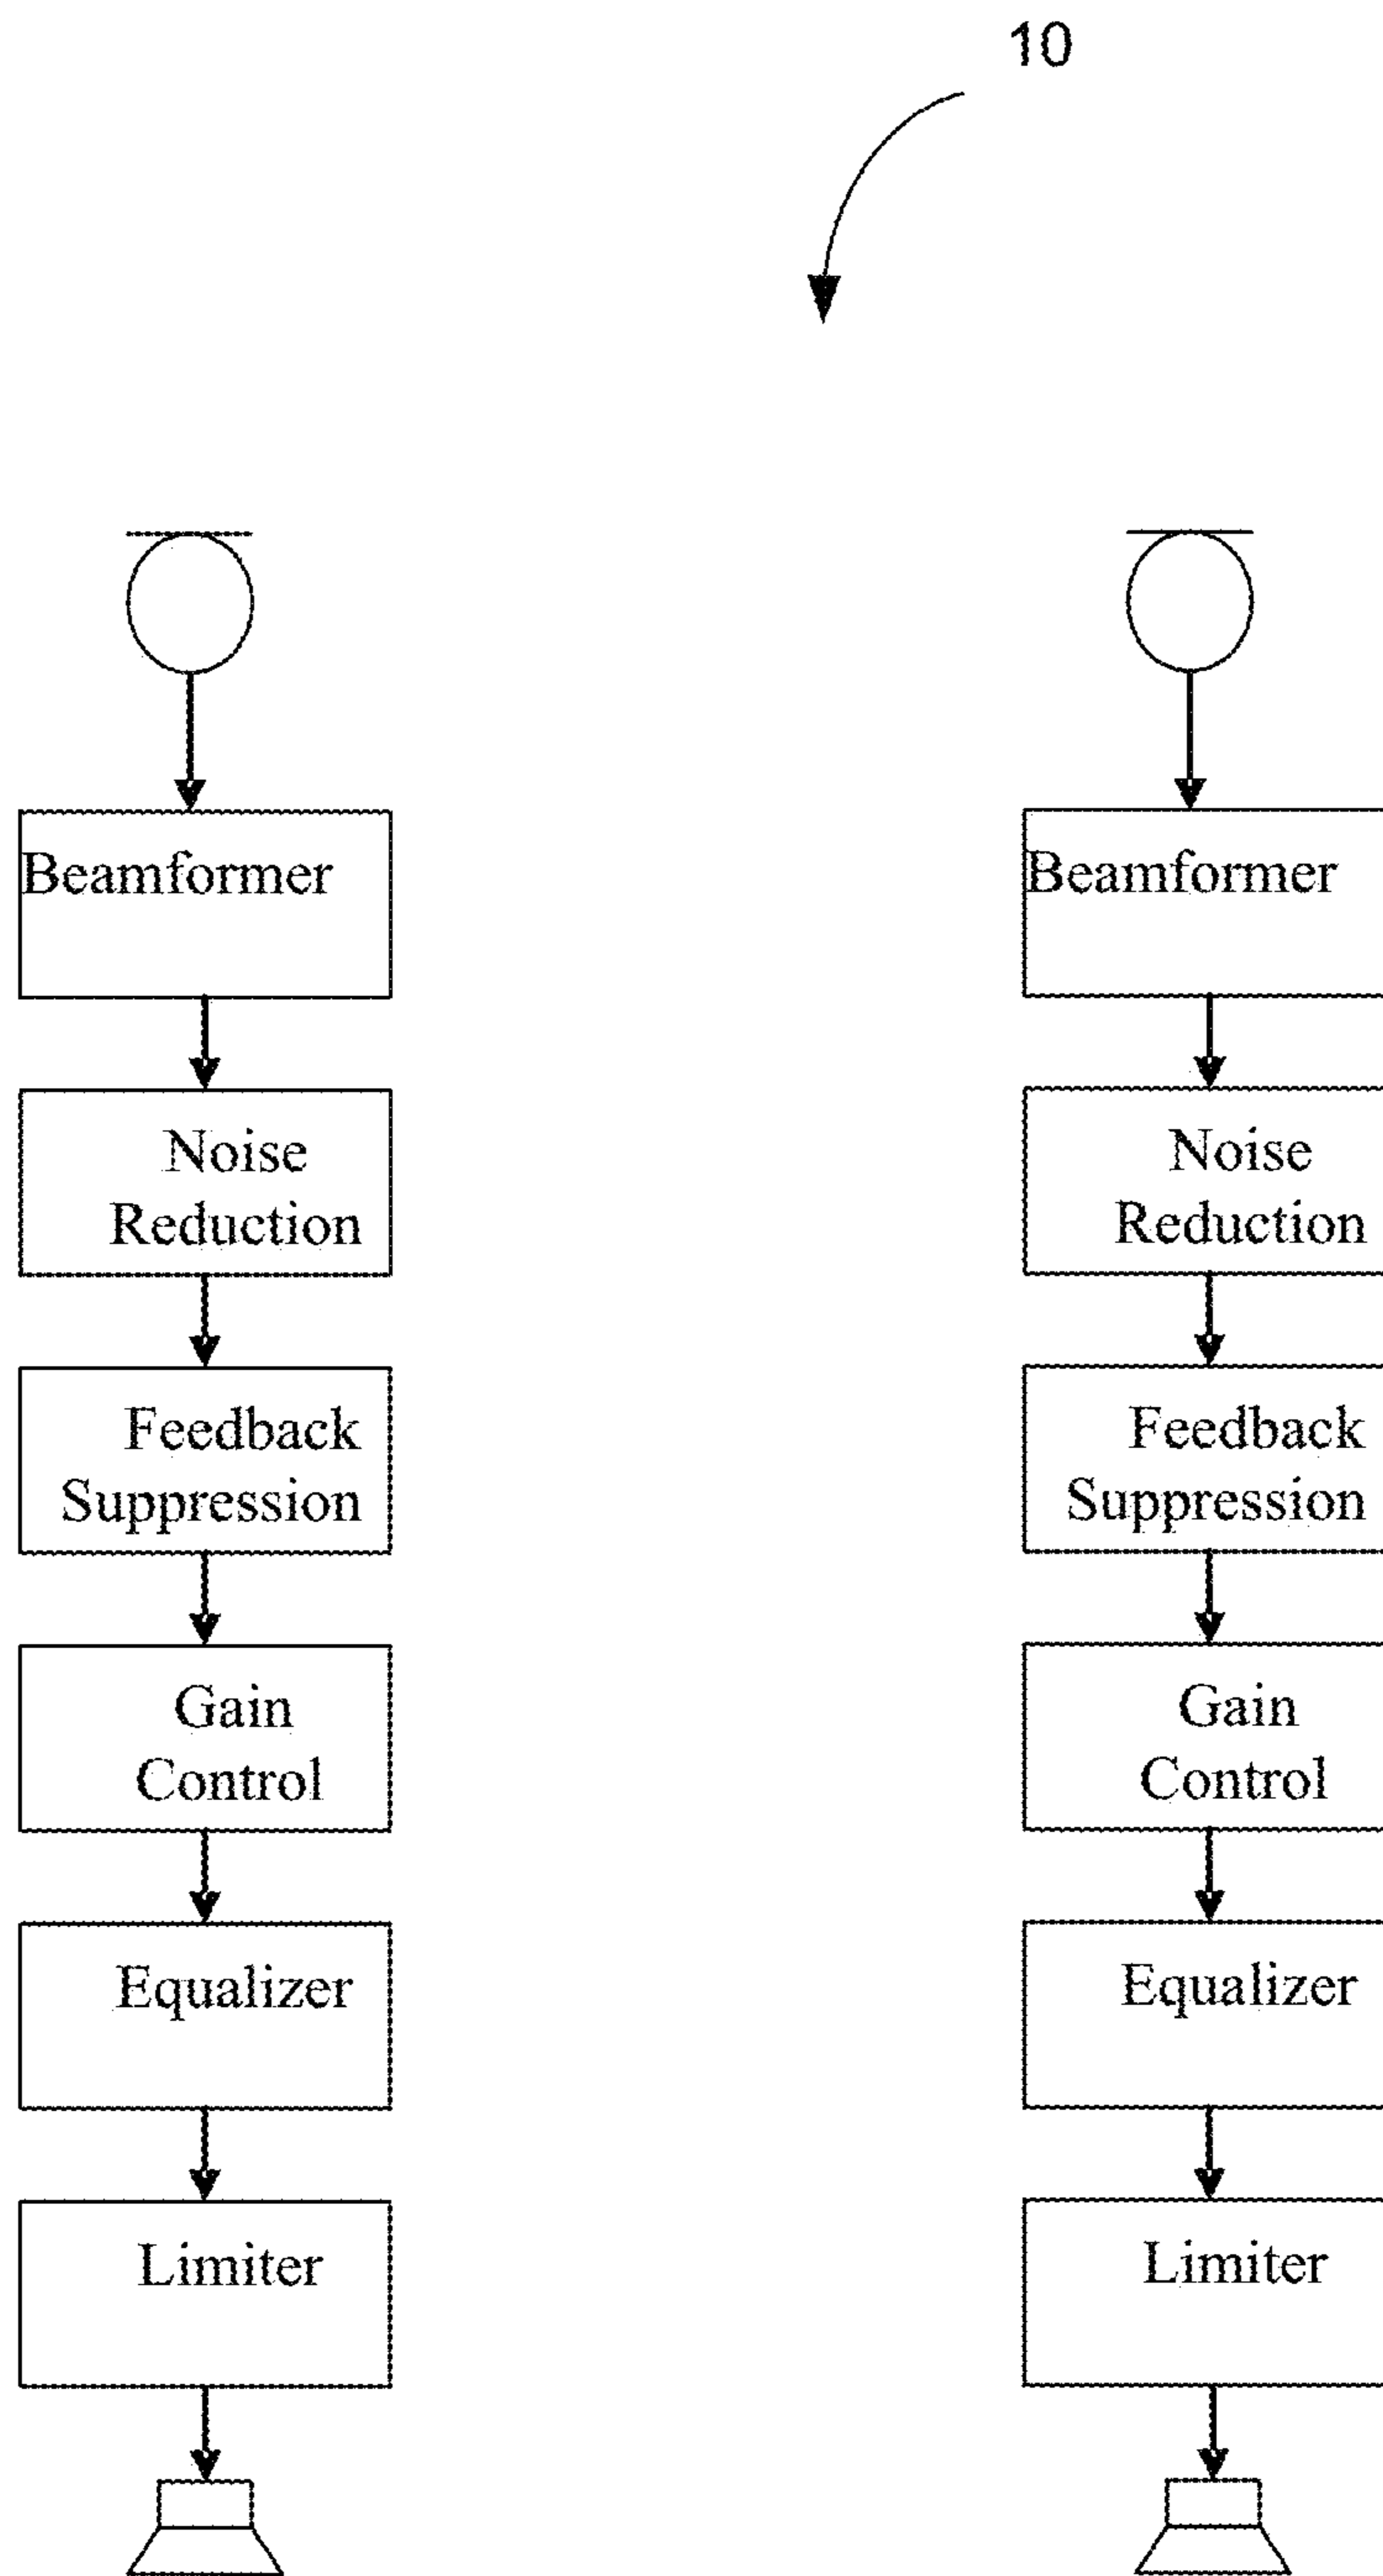 10
Beamformer
Noise
Reduction
Feedback
Suppression
Gain
Control
Equalizer
Limiter
Beamformer
Noise
Reduction
Feedback
Suppression
Gain
Control
Equalizer
Limiter